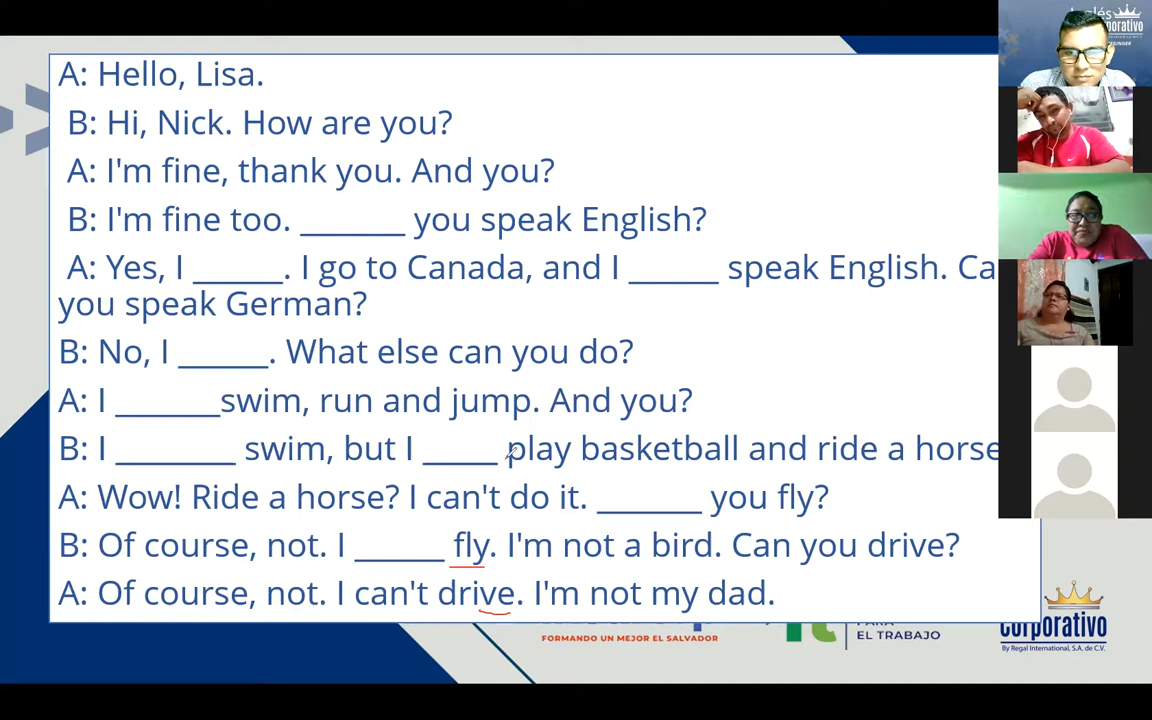 A: Hello, Lisa.
B: Hi, Nick. How are you?
A: I'm fine, thank you. And you?
B: I'm fine too. _______ you speak English?
A: Yes, I ______. I go to Canada, and I ______ speak English. Ca
you speak German?
B: No, I ______. What else can you do?
A: I _______swim, run and jump. And you?
B: I ________ swim, but I _____ play basketball and ride a horse
A: Wow! Ride a horse? I can't do it. _______ you fly?
B: Of course, not. I ______ fly. I'm not a bird. Can you drive?
A: Of course, not. I can't drive. I'm not my dad.
FORMANDO UN MEJOR EL SALVADOR
EL TRABAJO
corporativo
By Regal International, S.A. de C.V.